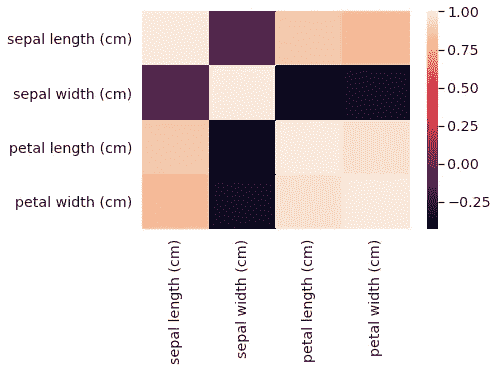 sepal length (cm)
sepal width (cm)
petal length (cm)
petal width (cm)
1.00
0.75
0.50
0.25
0.00
−0.25
sepal length (cm)
sepal width (cm)
petal length (cm)
petal width (cm)